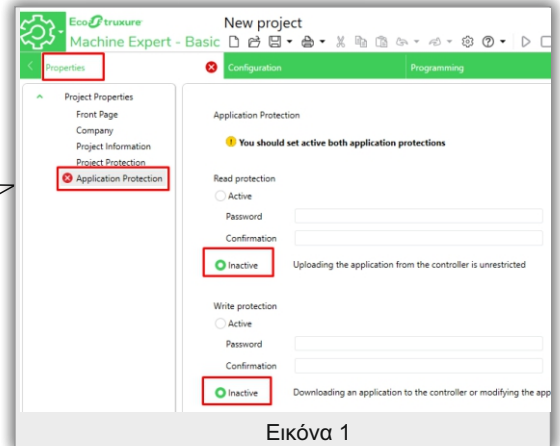 EcoStruxure New project
Machine Expert - Basic
Properties Configuration Programming
Project Properties
Front Page
Company
Project Information
Project Protection
Application Protection
Application Protection
You should set active both application protections
Read protection
Active
Password
Confirmation
Inactive Uploading the application from the controller is unrestricted
Write protection
Active
Password
Confirmation
Inactive Downloading an application to the controller or modifying the app
Εικόνα 1